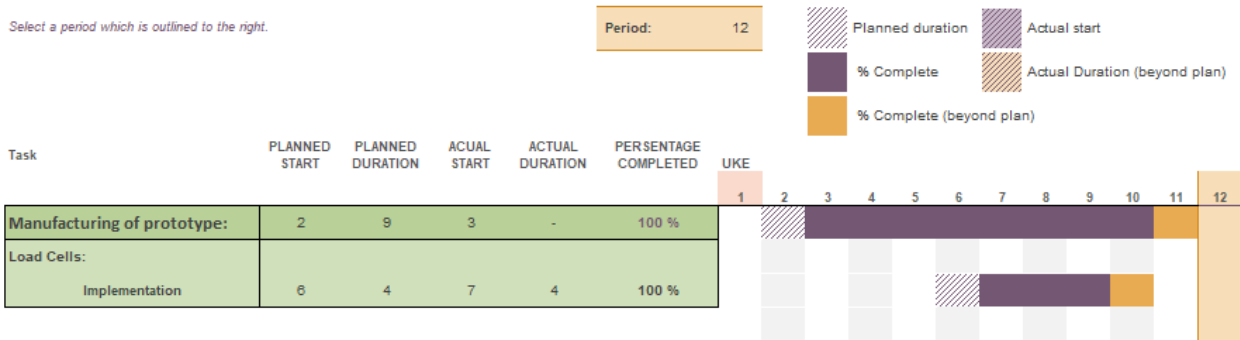 Select a period which is outlined to the right.
Period: 12
Planned duration Actual start
% Complete Actual Duration (beyond plan)
% Complete (beyond plan)
Task PLANNED START PLANNED DURATION ACUAL START ACTUAL DURATION PERSENTAGE COMPLETED UKE
1 2 3 4 5 6 7 8 9 10 11 12
Manufacturing of prototype: 2 9 3 - 100 %
Load Cells:
Implementation 6 4 7 4 100 %